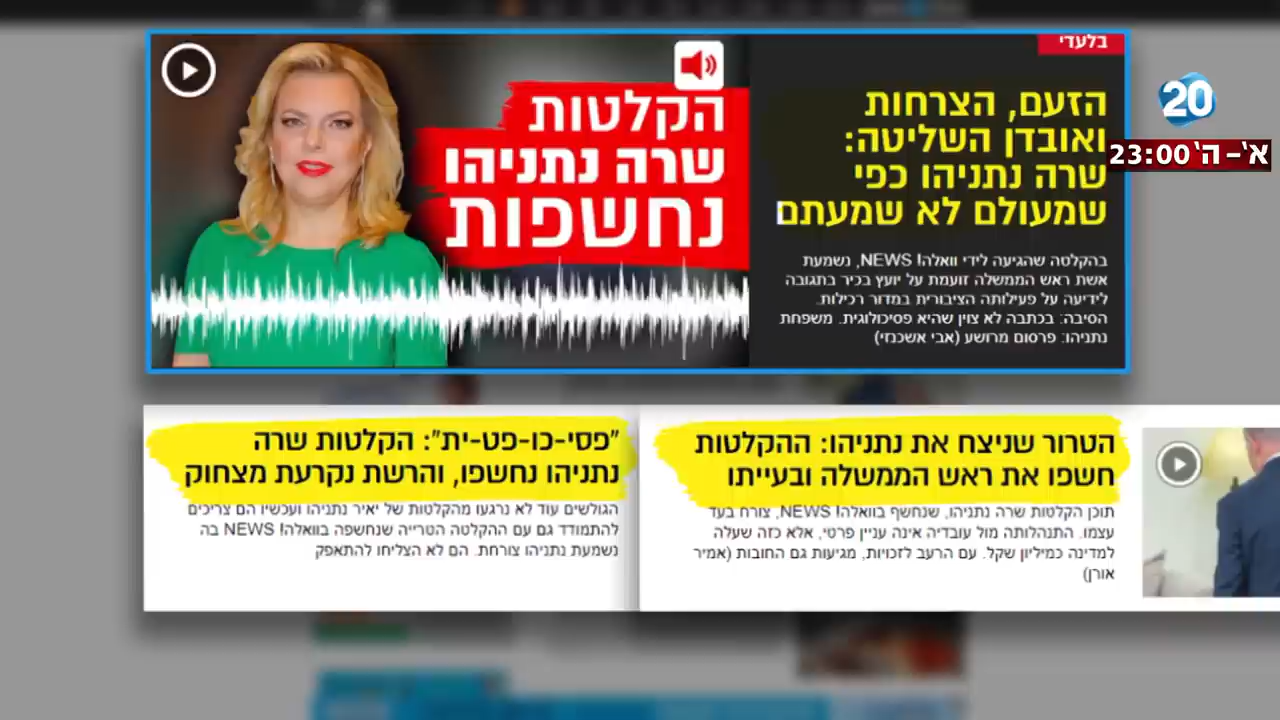 בלעדי
הזעם, הצרחות
ואובדן השליטה:
שרה נתניהו כפי
שמעולם לא שמעתם
בהקלטה שהגיעה לידי וואלה! NEWS, נשמעת
אשת ראש הממשלה זועמת על יועץ בכיר בתגובה
לידיעה על פעילותה הציבורית במדור רכילות.
הסיבה: בכתבה לא צוין שהיא פסיכולוגית. משפחת
נתניהו: פרסום מרושע (אבי אשכנזי)
הקלטות
שרה נתניהו
נחשפות
20
א'-ה' 23:00
הטרור שניצח את נתניהו: ההקלטות
חשפו את ראש הממשלה ובעייתו
תוכן הקלטות שרה נתניהו, שנחשף בוואלה! NEWS, צורח בעד
עצמו. התנהלותה מול עובדיה אינה עניין פרטי, אלא כזה שעלה
למדינה כמיליון שקל. עם הרעב לזכויות, מגיעות גם החובות (אמיר
אורן)
"פסי-כו-פט-ית": הקלטות שרה
נתניהו נחשפו, והרשת נקרעת מצחוק
הגולשים עוד לא נרגעו מהקלטות של יאיר נתניהו ועכשיו הם צריכים
להתמודד גם עם ההקלטה הטרייה שנחשפה בוואלה! NEWS בה
נשמעת נתניהו צורחת. הם לא הצליחו להתאפק